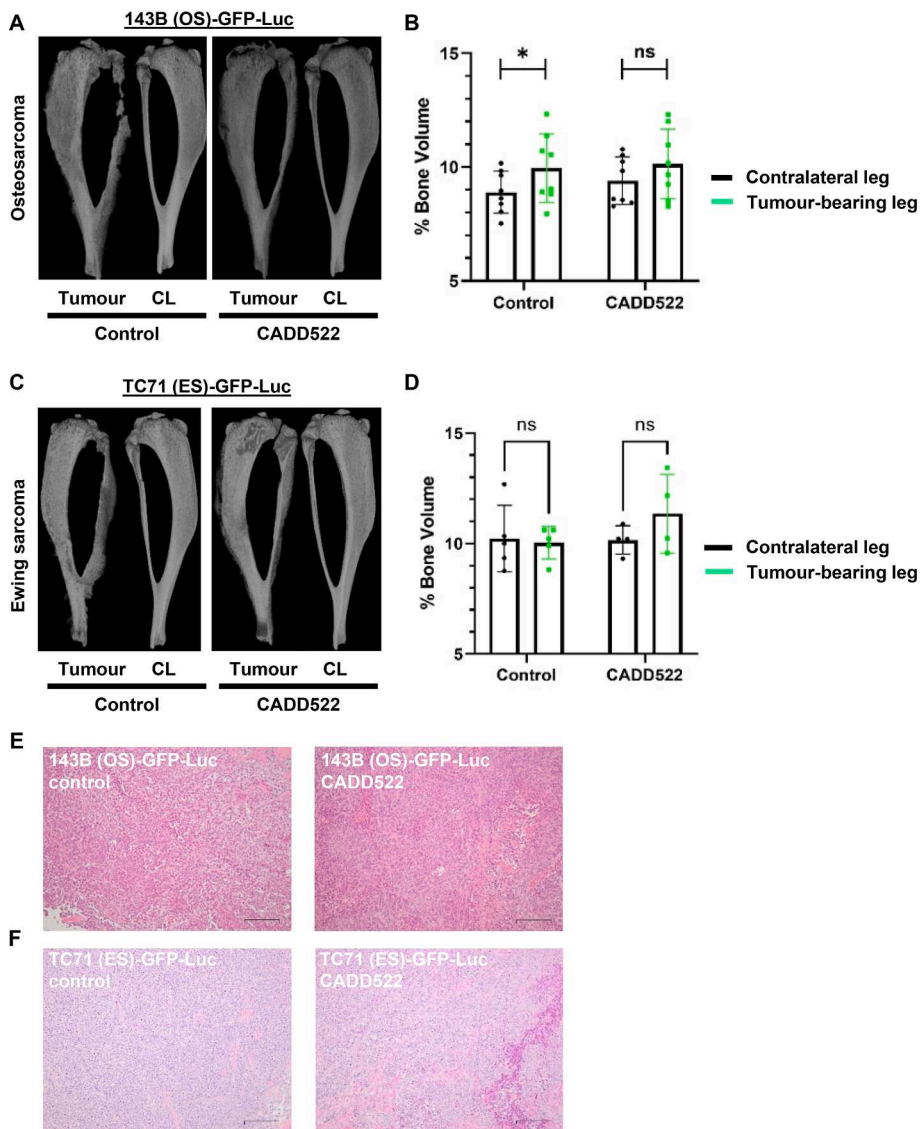 A
143B (OS)-GFP-Luc
Osteosarcoma
Tumour CL Tumour CL
Control CADD522
B
% Bone Volume
15
10
5
* ns
Control CADD522
Contralateral leg
Tumour-bearing leg
C
TC71 (ES)-GFP-Luc
Ewing sarcoma
Tumour CL Tumour CL
Control CADD522
D
% Bone Volume
15
10
5
ns ns
Control CADD522
Contralateral leg
Tumour-bearing leg
E
143B (OS)-GFP-Luc
control
143B (OS)-GFP-Luc
CADD522
F
TC71 (ES)-GFP-Luc
control
TC71 (ES)-GFP-Luc
CADD522